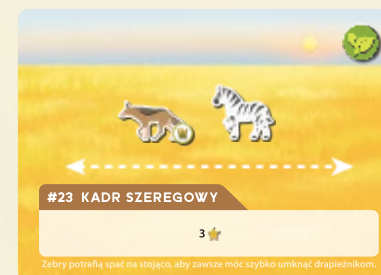 #23 KADR SZEREGOWY
3
Zebry potrafią spać na stojąco, aby zawsze móc szybko umknąć drapieżnikom.